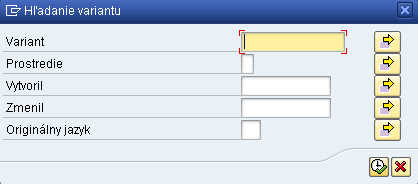 Hľadanie variantu
Variant
Prostredie
Vytvoril
Zmenil
Originálny jazyk